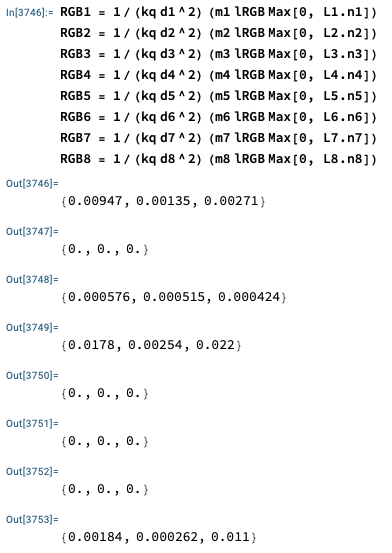 In[3746]:= RGB1 = 1 / (kq d1 ^ 2) (m1 lRGB Max[0, L1.n1])
RGB2 = 1 / (kq d2 ^ 2) (m2 lRGB Max[0, L2.n2])
RGB3 = 1 / (kq d3 ^ 2) (m3 lRGB Max[0, L3.n3])
RGB4 = 1 / (kq d4 ^ 2) (m4 lRGB Max[0, L4.n4])
RGB5 = 1 / (kq d5 ^ 2) (m5 lRGB Max[0, L5.n5])
RGB6 = 1 / (kq d6 ^ 2) (m6 lRGB Max[0, L6.n6])
RGB7 = 1 / (kq d7 ^ 2) (m7 lRGB Max[0, L7.n7])
RGB8 = 1 / (kq d8 ^ 2) (m8 lRGB Max[0, L8.n8])
Out[3746]=
{0.00947, 0.00135, 0.00271}
Out[3747]=
{0., 0., 0.}
Out[3748]=
{0.000576, 0.000515, 0.000424}
Out[3749]=
{0.0178, 0.00254, 0.022}
Out[3750]=
{0., 0., 0.}
Out[3751]=
{0., 0., 0.}
Out[3752]=
{0., 0., 0.}
Out[3753]=
{0.00184, 0.000262, 0.011}